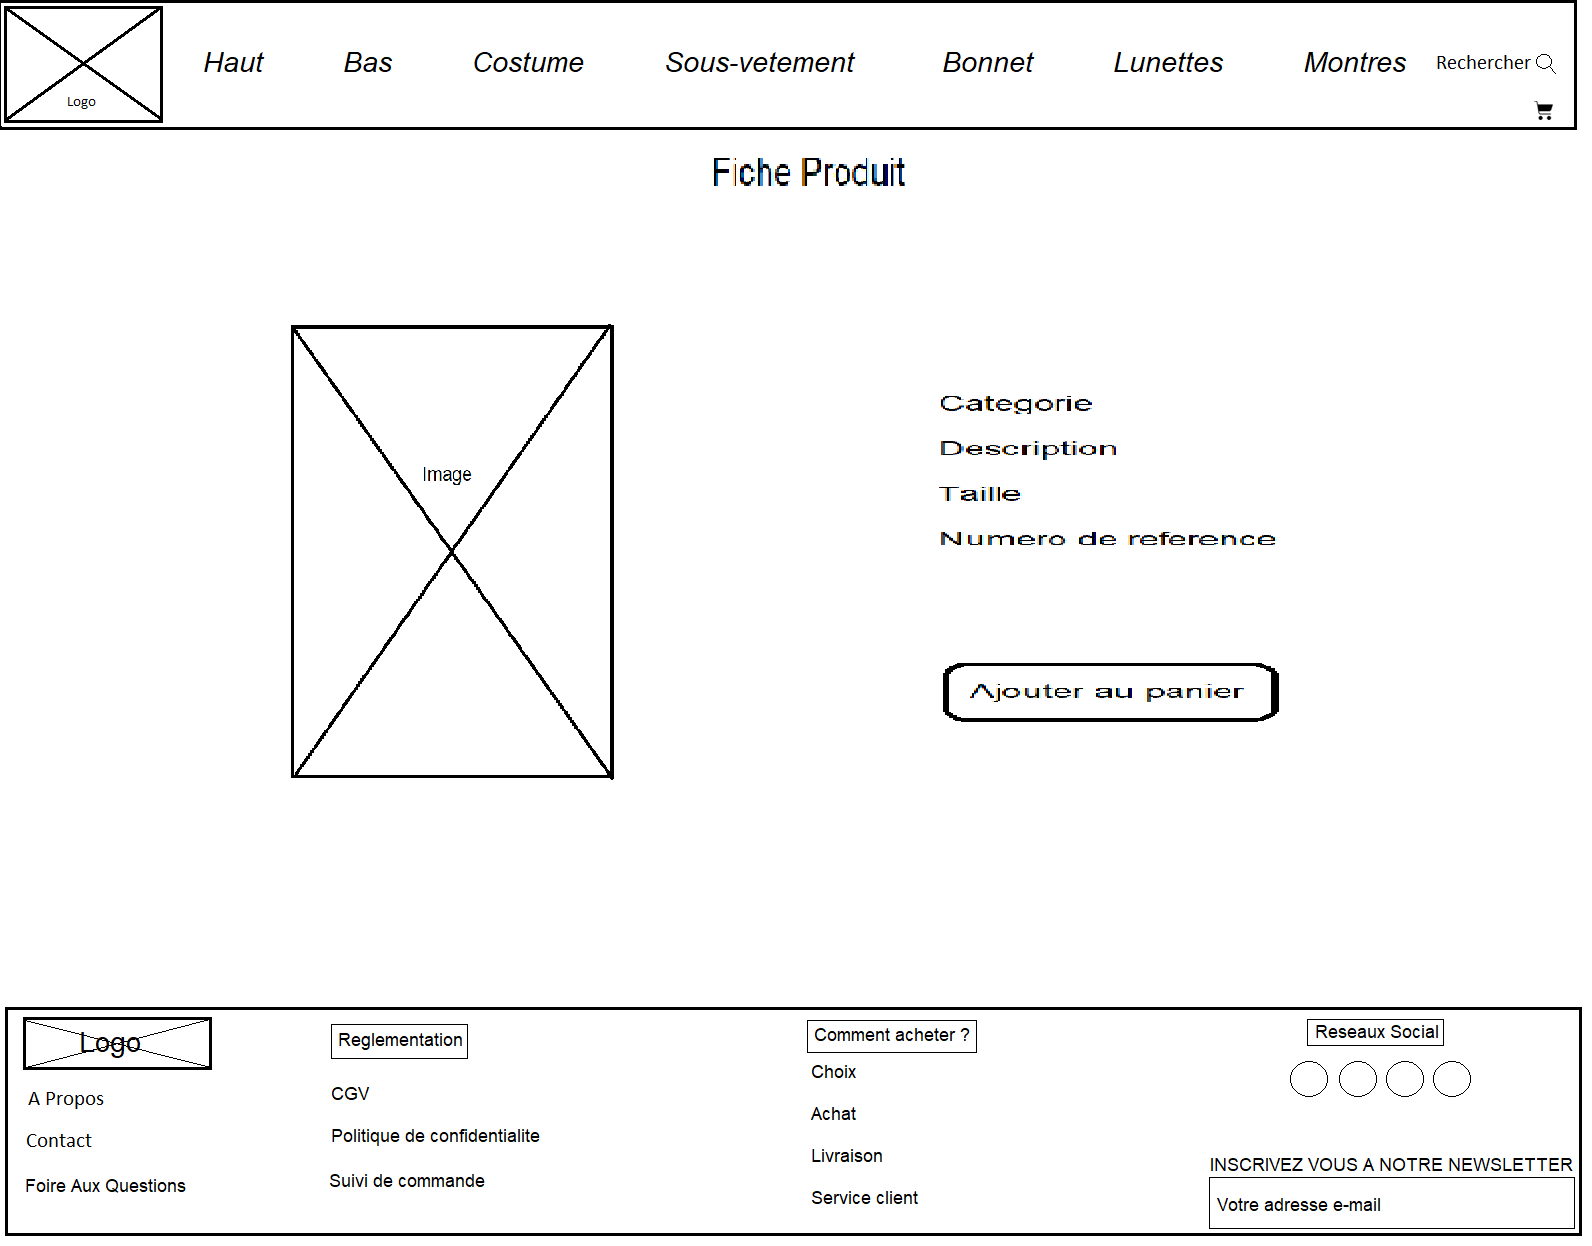 Logo
Haut
Bas
Costume
Sous-vetement
Bonnet
Lunettes
Montres
Rechercher
Fiche Produit
Image
Categorie
Description
Taille
Numero de reference
Ajouter au panier
Logo
A Propos
Contact
Foire Aux Questions
Reglementation
CGV
Politique de confidentialite
Suivi de commande
Comment acheter ?
Choix
Achat
Livraison
Service client
Reseaux Social
INSCRIVEZ VOUS A NOTRE NEWSLETTER
Votre adresse e-mail